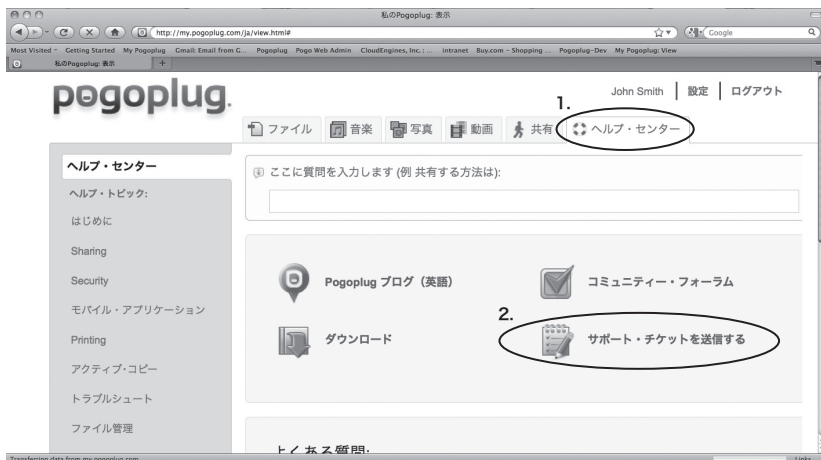 私のPogoplug: 表示
http://my.pogoplug.com/ja/view.html#
Google
Most Visited Getting Started My Pogoplug Gmail: Email from G... Pogoplug Pogo Web Admin CloudEngines, Inc. : ... intranet Buy.com – Shopping ... Pogoplug-Dev My Pogoplug: View
私のPogoplug: 表示 +
pogoplug.
John Smith | 設定 | ログアウト
1.
ファイル 音楽 写真 動画 共有 ヘルプ・センター
ヘルプ・センター
ヘルプ・トピック:
はじめに
Sharing
Security
モバイル・アプリケーション
Printing
アクティブ・コピー
トラブルシュート
ファイル管理
ここに質問を入力します (例 共有する方法は):
Pogoplug ブログ（英語）
コミュニティー・フォーラム
2.
ダウンロード
サポート・チケットを送信する
よくある質問:
Transferring data from my.pogoplug.com...
Links